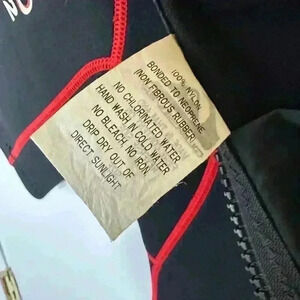 100% NYLON
BONDED TO NEOPRENE
(NON FIBROUS RUBBER)
NO CHLORINATED WATER
HAND WASH IN COLD WATER
NO BLEACH, NO IRON
DRIP DRY OUT OF
DIRECT SUNLIGHT